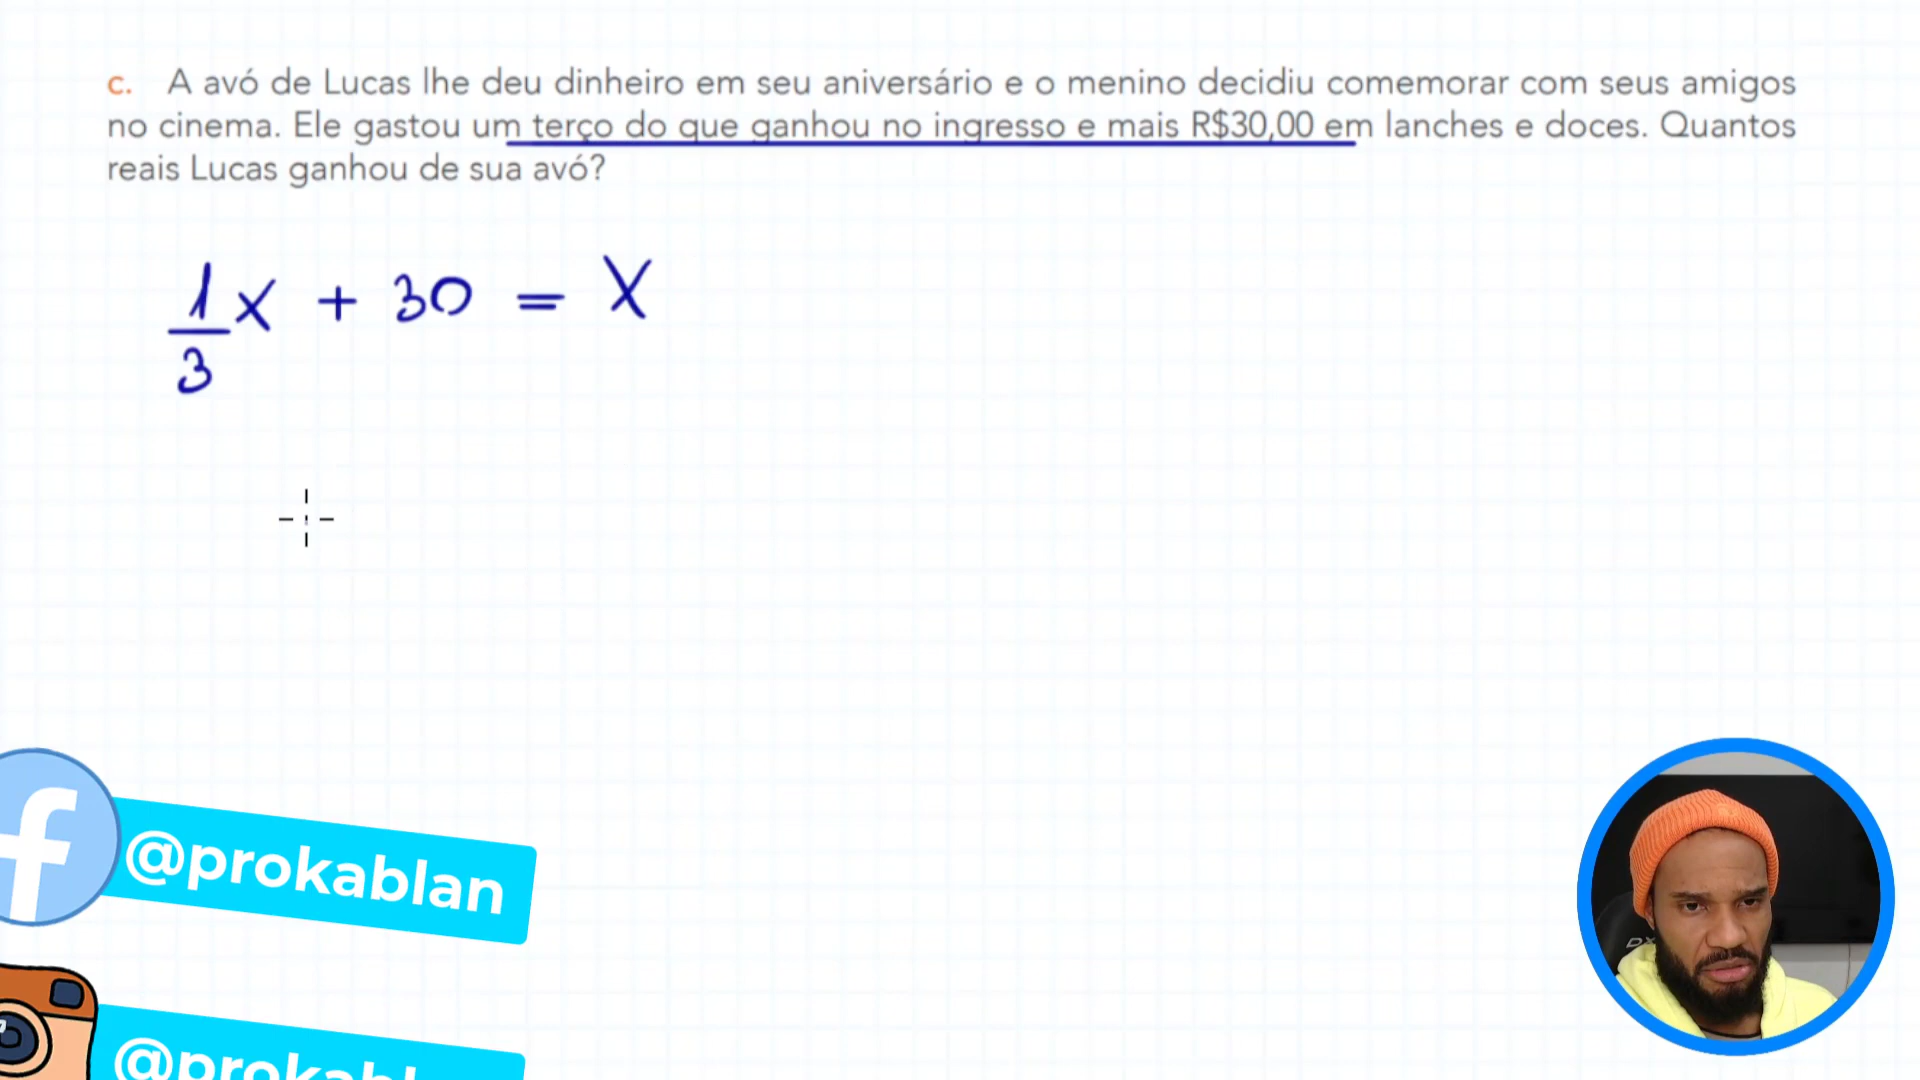 c. A avó de Lucas lhe deu dinheiro em seu aniversário e o menino decidiu comemorar com seus amigos
no cinema. Ele gastou um terço do que ganhou no ingresso e mais R$30,00 em lanches e doces. Quantos
reais Lucas ganhou de sua avó?
1/3 x + 30 = x
@prokablan